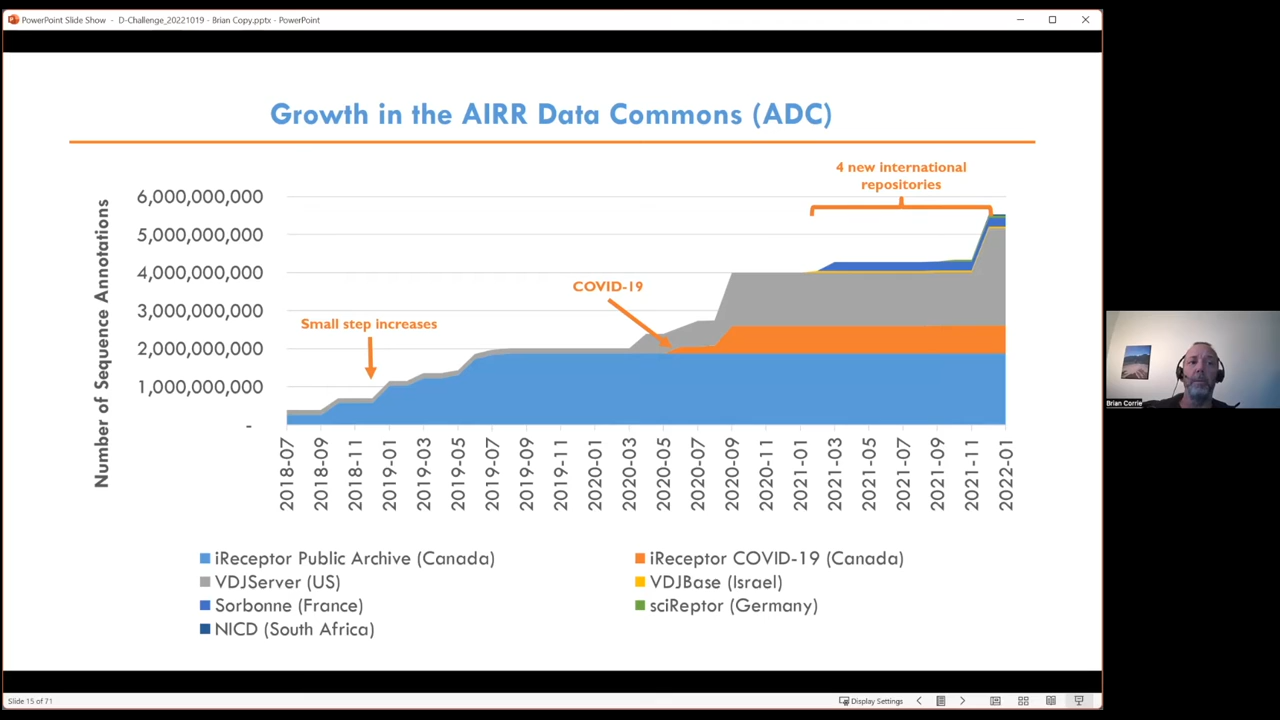 PowerPoint Slide Show - D-Challenge_20221019 - Brian Copy.pptx - PowerPoint
Growth in the AIRR Data Commons (ADC)
4 new international
repositories
COVID-19
Small step increases
Number of Sequence Annotations
6,000,000,000
5,000,000,000
4,000,000,000
3,000,000,000
2,000,000,000
1,000,000,000
-
2018-07
2018-09
2018-11
2019-01
2019-03
2019-05
2019-07
2019-09
2019-11
2020-01
2020-03
2020-05
2020-07
2020-09
2020-11
2021-01
2021-03
2021-05
2021-07
2021-09
2021-11
2022-01
iReceptor Public Archive (Canada)
iReceptor COVID-19 (Canada)
VDJServer (US)
VDJBase (Israel)
Sorbonne (France)
sciReptor (Germany)
NICD (South Africa)
Brian Corrie
Slide 15 of 71
Display Settings